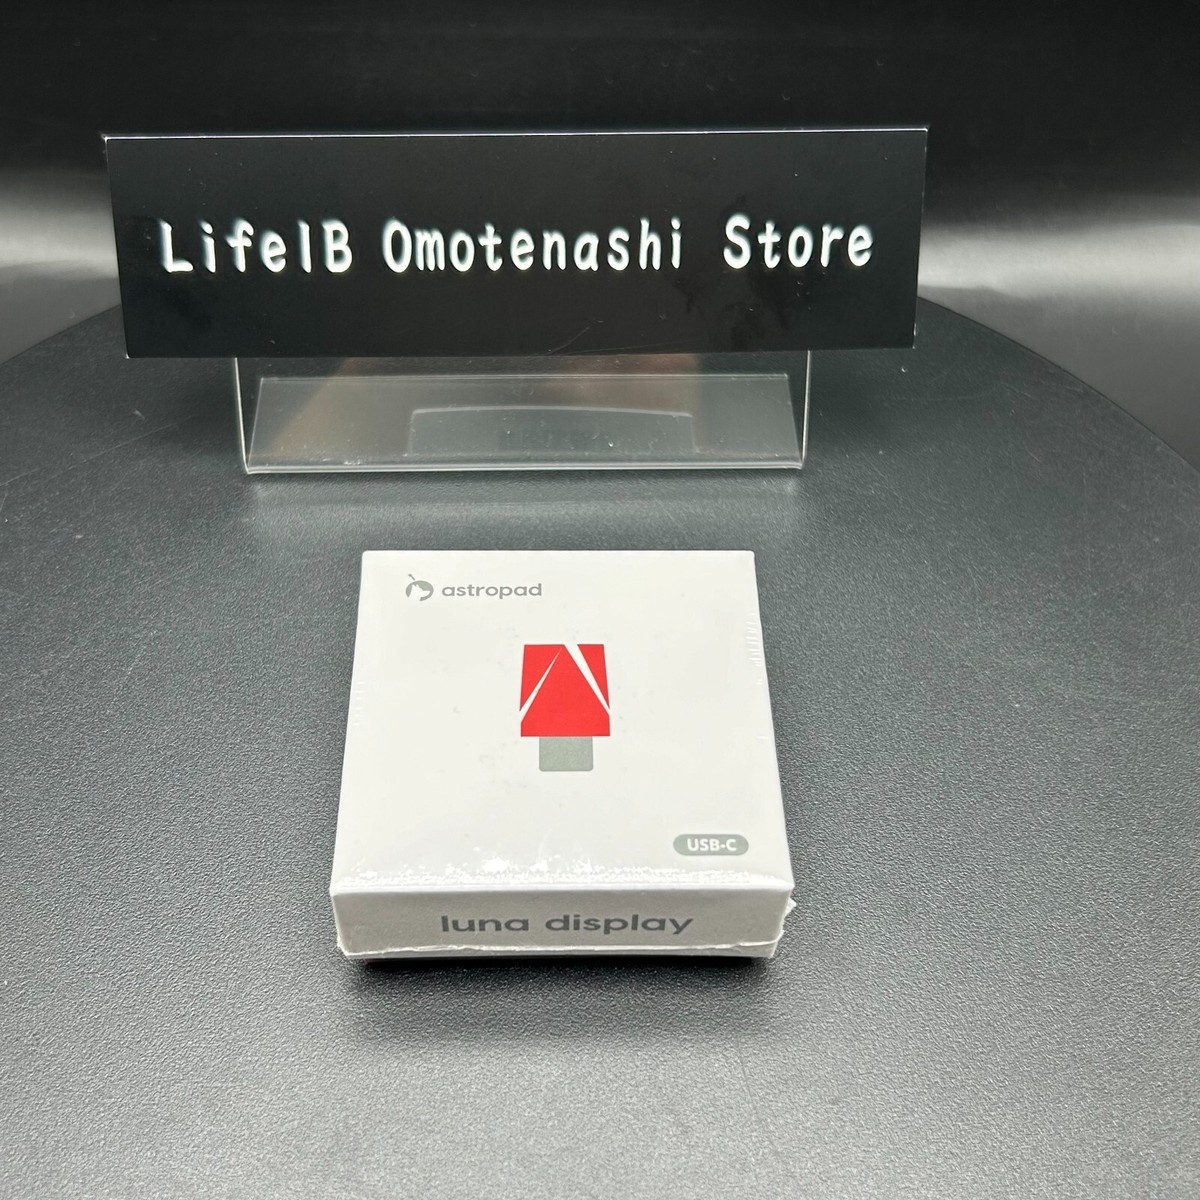 LifeIB Omotenashi Store
astropad
USB-C
luna display